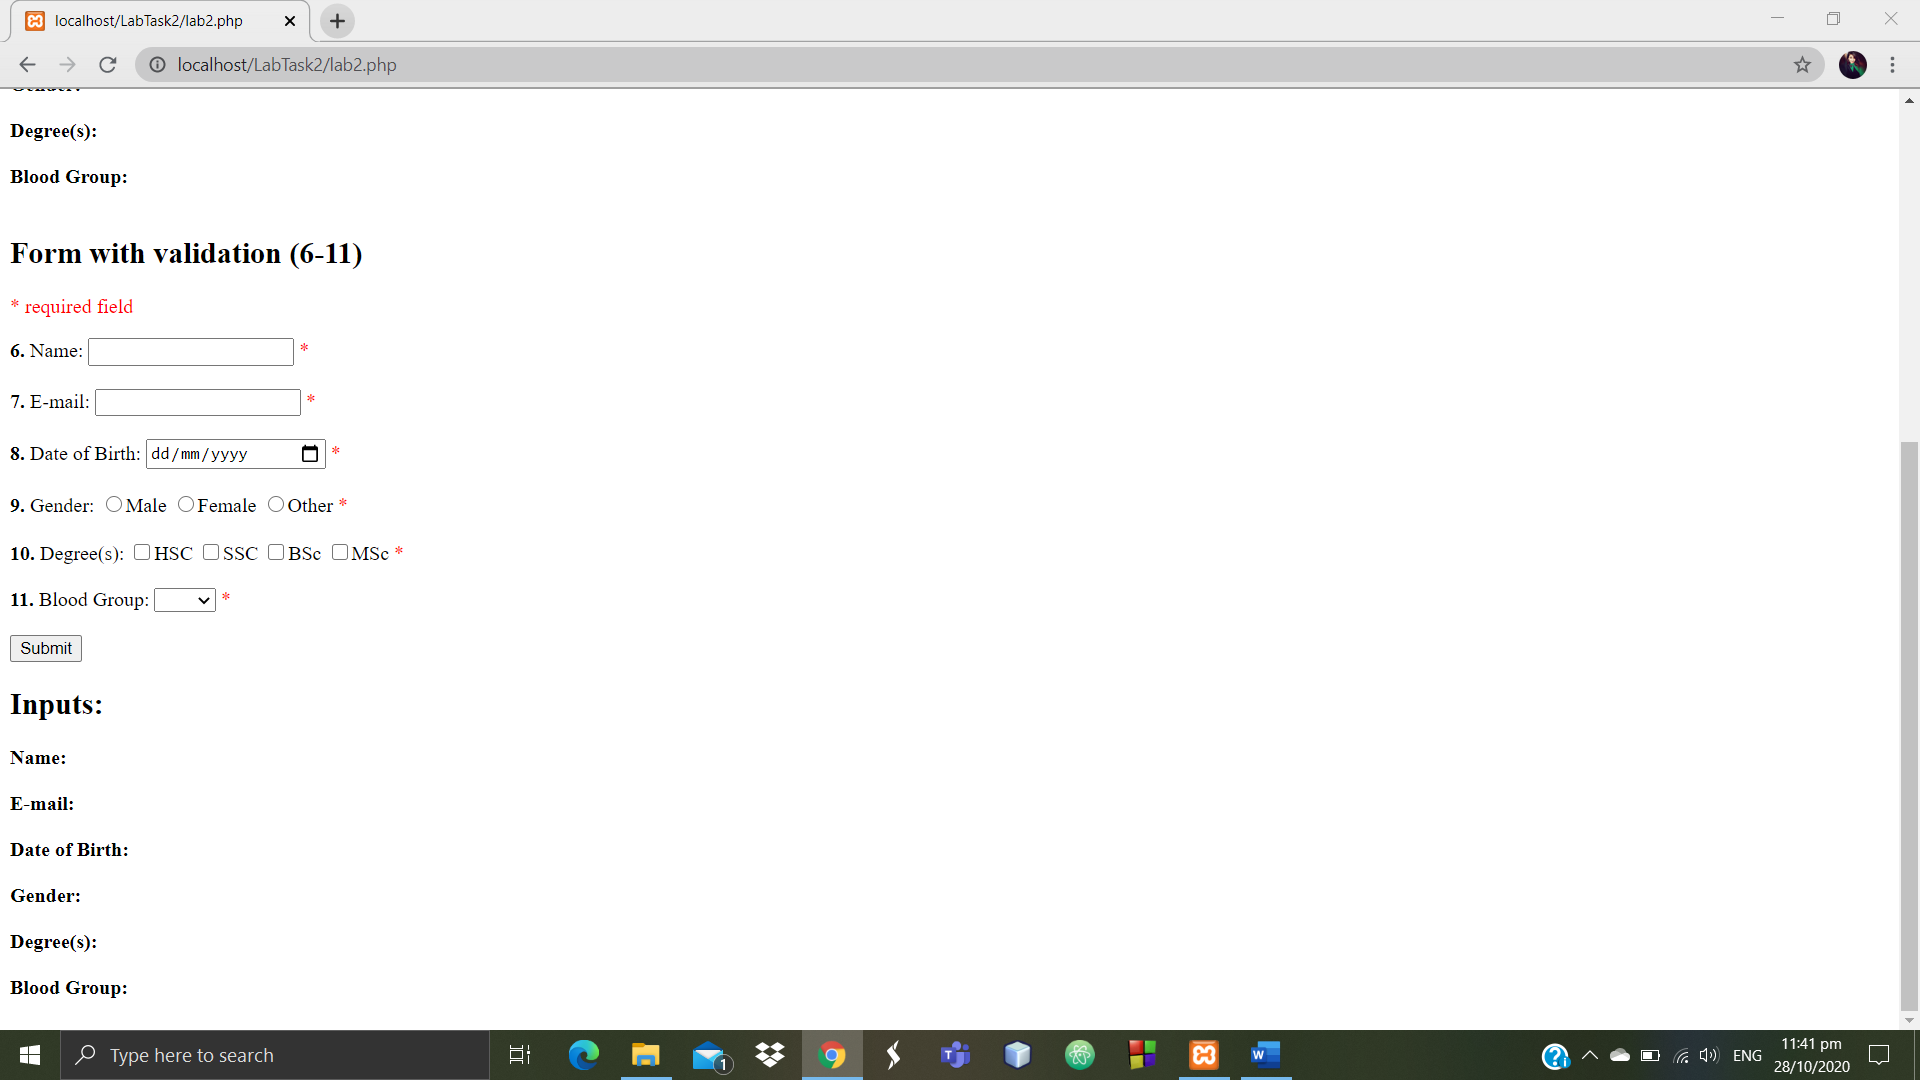 localhost/LabTask2/lab2.php
localhost/LabTask2/lab2.php
Gender:
Degree(s):
Blood Group:
Form with validation (6-11)
* required field
6. Name: *
7. E-mail: *
8. Date of Birth: dd/mm/yyyy *
9. Gender: Male Female Other *
10. Degree(s): HSC SSC BSc MSc *
11. Blood Group: *
Submit
Inputs:
Name:
E-mail:
Date of Birth:
Gender:
Degree(s):
Blood Group:
Type here to search
1
ENG
11:41 pm
28/10/2020